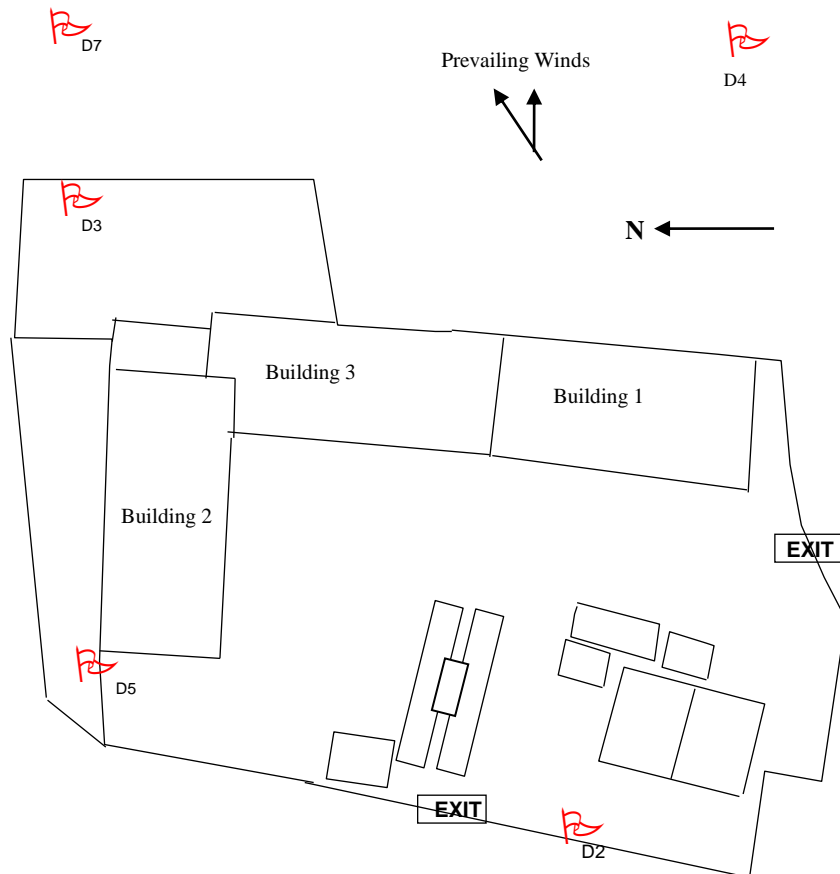 D7
Prevailing Winds
D4
D3
N
Building 3
Building 1
Building 2
EXIT
D5
EXIT
D2